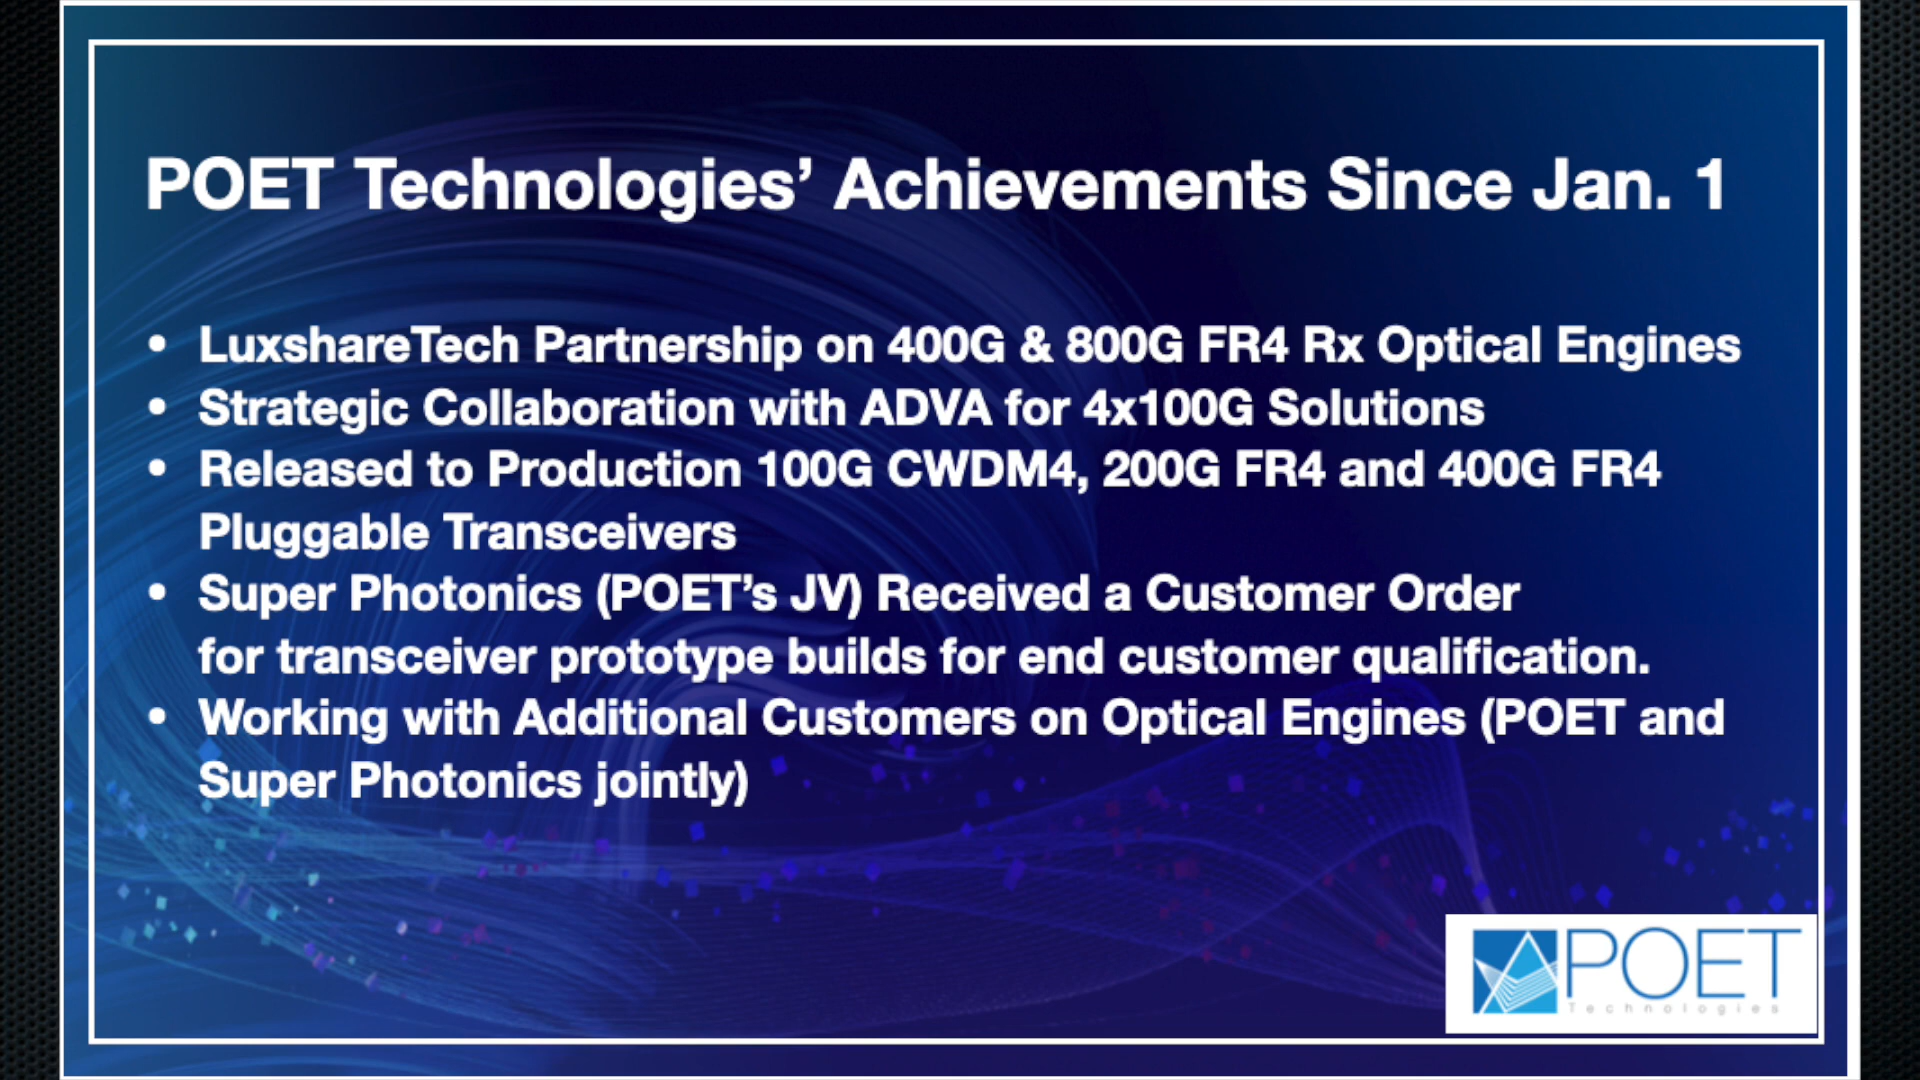 POET Technologies’ Achievements Since Jan. 1
• LuxshareTech Partnership on 400G & 800G FR4 Rx Optical Engines
• Strategic Collaboration with ADVA for 4x100G Solutions
• Released to Production 100G CWDM4, 200G FR4 and 400G FR4
Pluggable Transceivers
• Super Photonics (POET’s JV) Received a Customer Order
for transceiver prototype builds for end customer qualification.
• Working with Additional Customers on Optical Engines (POET and
Super Photonics jointly)
POET
Technologies